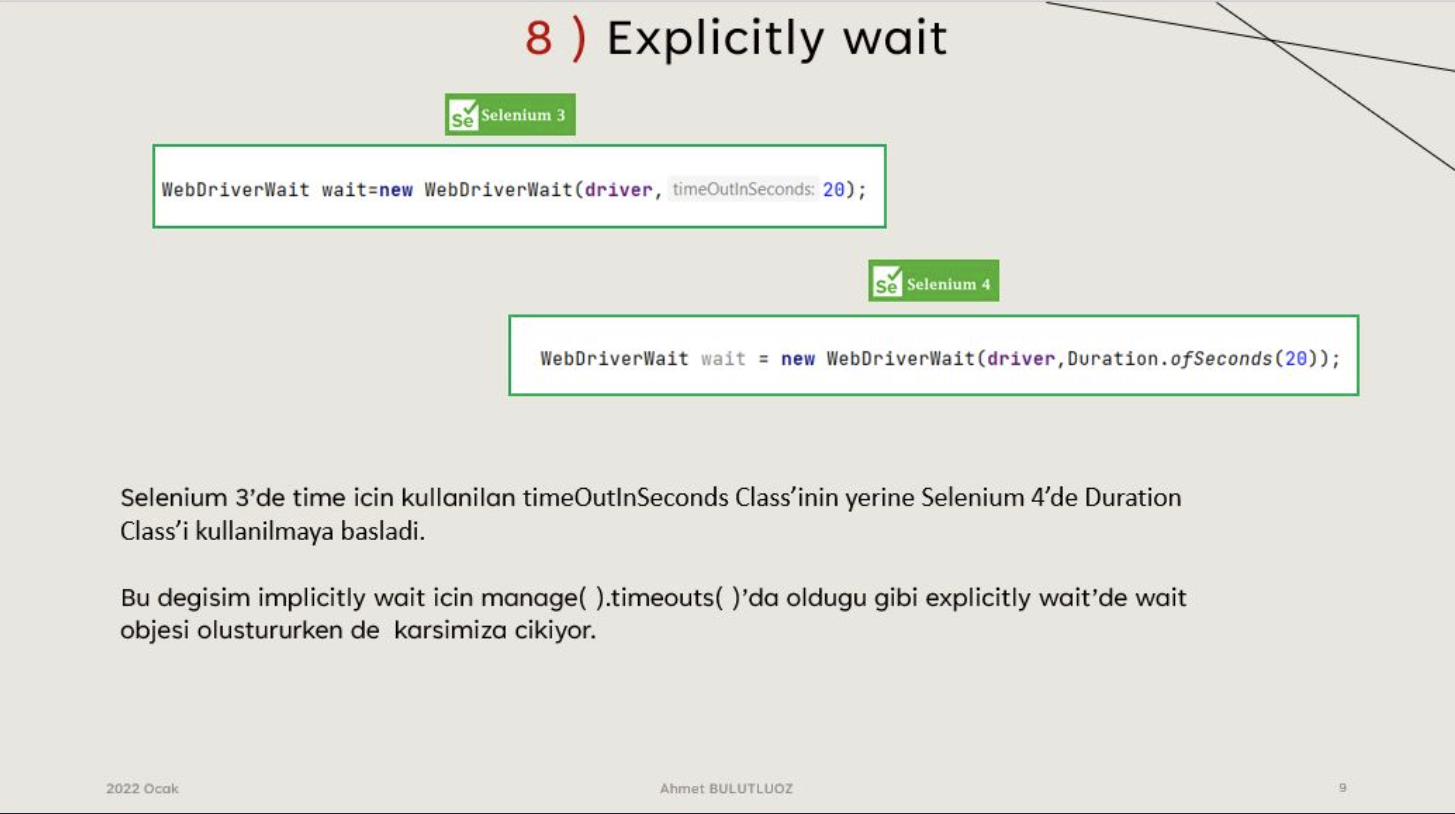 8 ) Explicitly wait
Se Selenium 3
WebDriverWait wait=new WebDriverWait(driver, timeOutInSeconds: 20);
Se Selenium 4
WebDriverWait wait = new WebDriverWait(driver,Duration.ofSeconds(20));
Selenium 3’de time icin kullanilan timeOutInSeconds Class’inin yerine Selenium 4’de Duration
Class’i kullanilmaya basladi.
Bu degisim implicitly wait icin manage( ).timeouts( )’da oldugu gibi explicitly wait’de wait
objesi olustururken de  karsimiza cikiyor.
2022 Ocak
Ahmet BULUTLUOZ
9